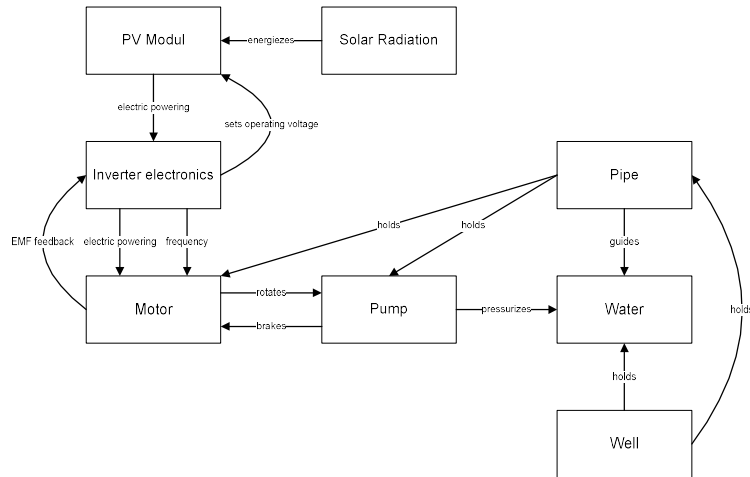 PV Modul
energiezes
Solar Radiation
electric powering
sets operating voltage
Inverter electronics
Pipe
EMF feedback
electric powering
frequency
holds
holds
guides
holds
Motor
rotates
brakes
Pump
pressurizes
Water
holds
Well